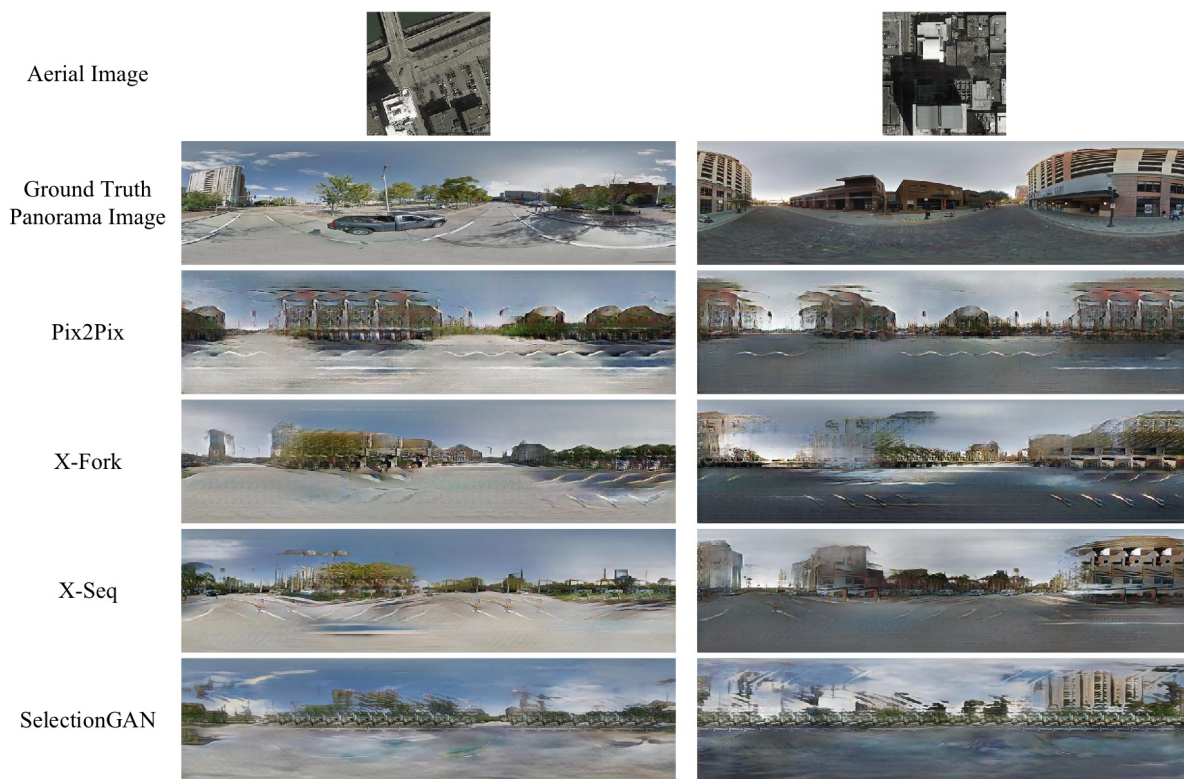 Aerial Image
Ground Truth
Panorama Image
Pix2Pix
X-Fork
X-Seq
SelectionGAN